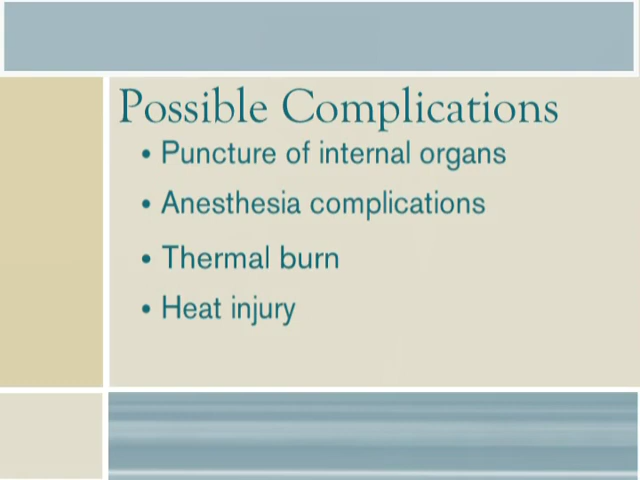 Possible Complications
• Puncture of internal organs
• Anesthesia complications
• Thermal burn
• Heat injury